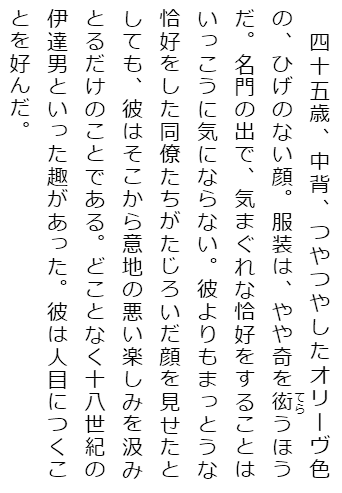 四十五歳、中背、つやつやしたオリーヴ色
の、ひげのない顔。服装は、やや奇を衒うほう
だ。名門の出で、気まぐれな恰好をすることは
いっこうに気にならない。彼よりもまっとうな
恰好をした同僚たちがたじろいだ顔を見せたと
しても、彼はそこから意地の悪い楽しみを汲み
とるだけのことである。どことなく十八世紀の
伊達男といった趣があった。彼は人目につくこ
とを好んだ。
てら